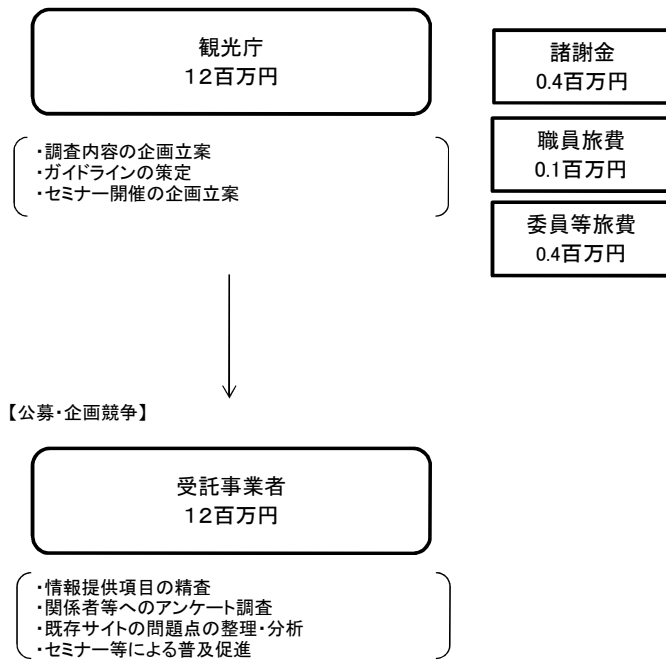 観光庁
12百万円
諸謝金
0.4百万円
職員旅費
0.1百万円
委員等旅費
0.4百万円
・調査内容の企画立案
・ガイドラインの策定
・セミナー開催の企画立案
【公募・企画競争】
受託事業者
12百万円
・情報提供項目の精査
・関係者等へのアンケート調査
・既存サイトの問題点の整理・分析
・セミナー等による普及促進